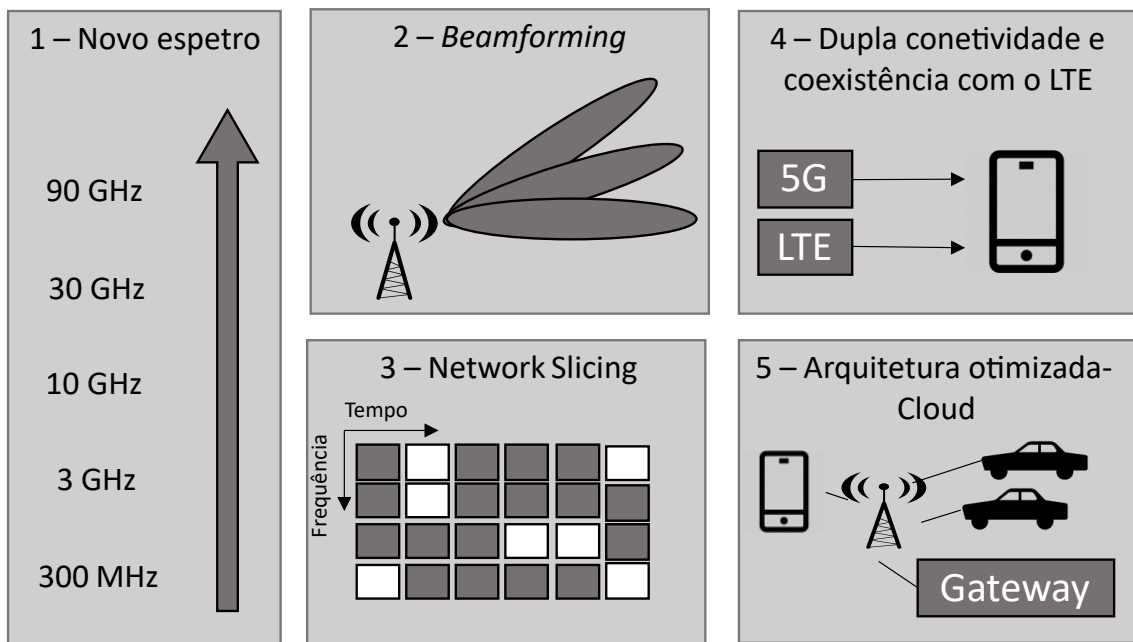 1 – Novo espetro
90 GHz
30 GHz
10 GHz
3 GHz
300 MHz
2 – Beamforming
3 – Network Slicing
Tempo
Frequência
4 – Dupla conetividade e
coexistência com o LTE
5G
LTE
5 – Arquitetura otimizada-
Cloud
Gateway